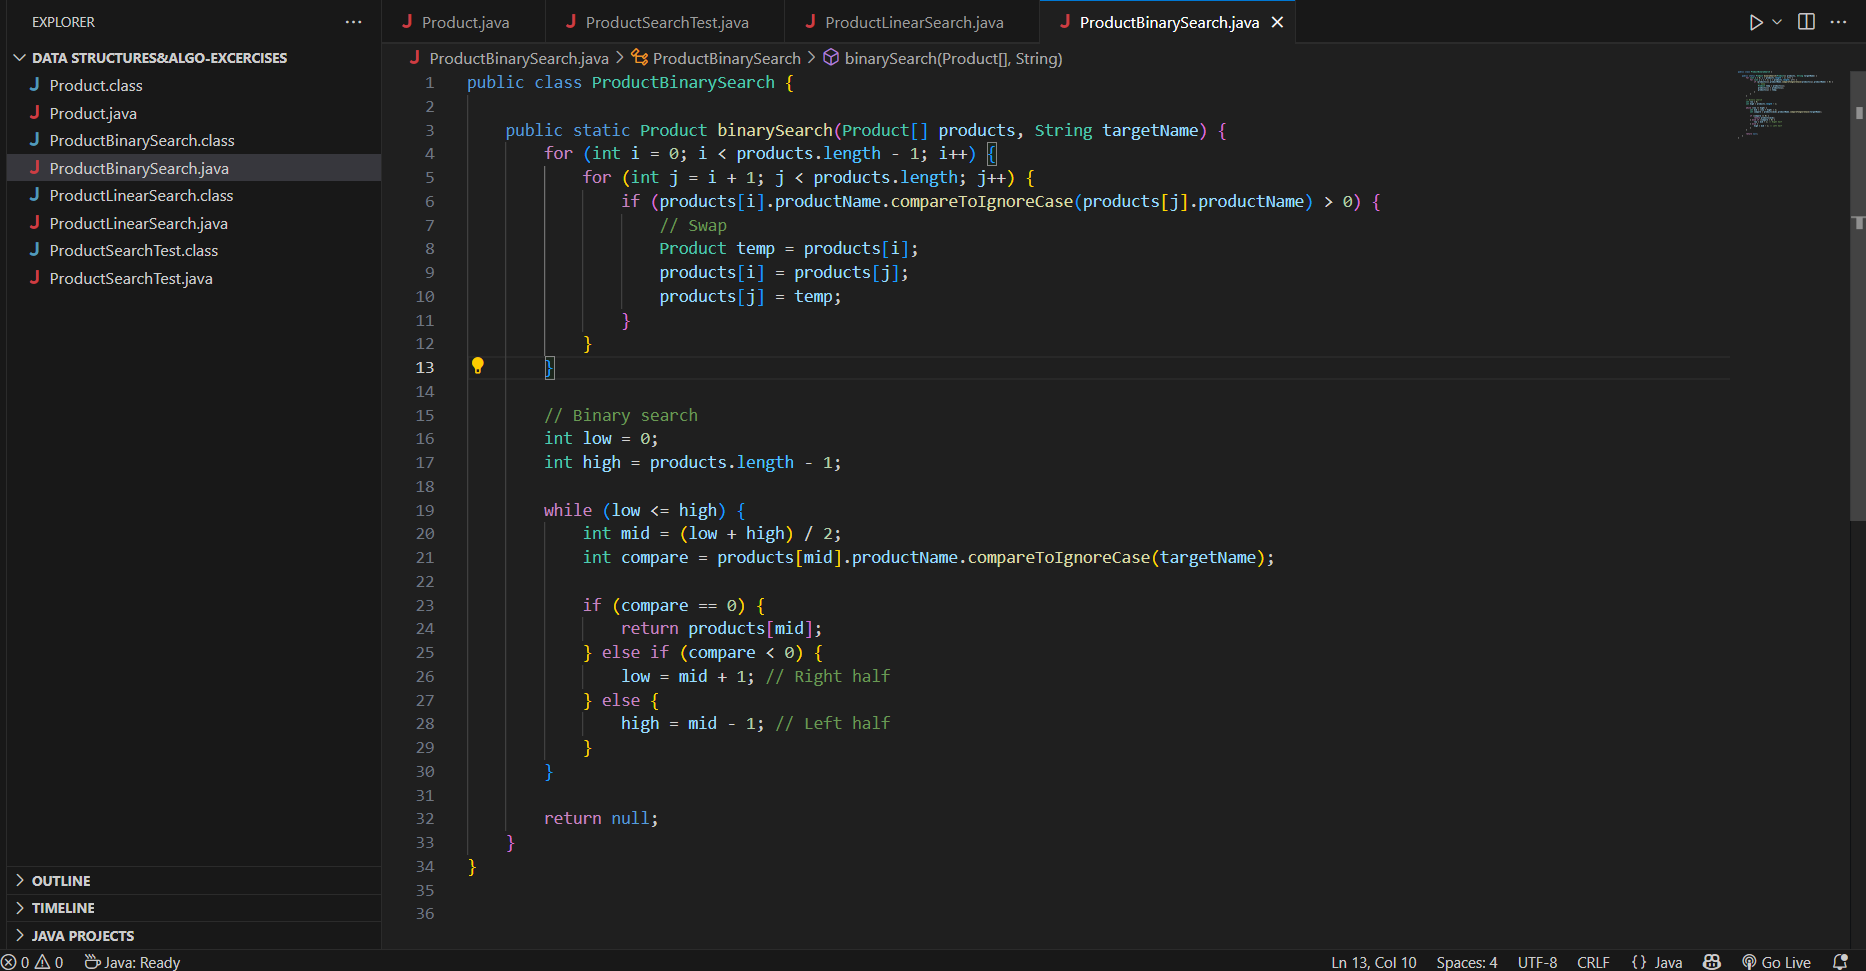 EXPLORER
DATA STRUCTURES&ALGO-EXCERCISES
Product.class
Product.java
ProductBinarySearch.class
ProductBinarySearch.java
ProductLinearSearch.class
ProductLinearSearch.java
ProductSearchTest.class
ProductSearchTest.java
OUTLINE
TIMELINE
JAVA PROJECTS
Product.java ProductSearchTest.java ProductLinearSearch.java ProductBinarySearch.java
ProductBinarySearch.java > ProductBinarySearch > binarySearch(Product[], String)
1 public class ProductBinarySearch {
2
3     public static Product binarySearch(Product[] products, String targetName) {
4         for (int i = 0; i < products.length - 1; i++) {
5             for (int j = i + 1; j < products.length; j++) {
6                 if (products[i].productName.compareToIgnoreCase(products[j].productName) > 0) {
7                     // Swap
8                     Product temp = products[i];
9                     products[i] = products[j];
10                     products[j] = temp;
11                 }
12             }
13         }
14
15         // Binary search
16         int low = 0;
17         int high = products.length - 1;
18
19         while (low <= high) {
20             int mid = (low + high) / 2;
21             int compare = products[mid].productName.compareToIgnoreCase(targetName);
22
23             if (compare == 0) {
24                 return products[mid];
25             } else if (compare < 0) {
26                 low = mid + 1; // Right half
27             } else {
28                 high = mid - 1; // Left half
29             }
30         }
31
32         return null;
33     }
34 }
35
36
0 0 Java: Ready Ln 13, Col 10 Spaces: 4 UTF-8 CRLF {} Java Go Live